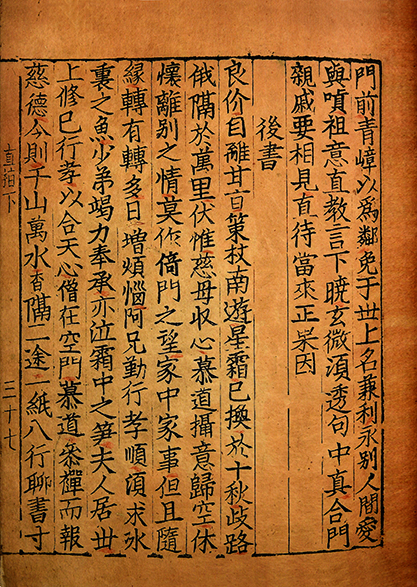 門前青嶂以爲鄰免于丗上名兼利永別人間愛
與嗔祖意直教言下曉玄微湏透句中真合門
親戚要相見直待當來正果因
後書
良价自離甘旨策杖南遊星霜已換於十秋歧路
俄隔於萬里伏惟慈母收心慕道攝意歸空休
懷離别之情莫作倚門之望家中家事但且隨
緣轉有轉多日增煩惱阿兄勤行孝順湏求氷
裏之魚少弟竭力奉承亦泣霜中之笋夫人居丗
上修己行孝以合天心僧在空門慕道叅禪而報
慈德今則千山萬水杳隔二途一紙八行聊書寸
直指下
三十七